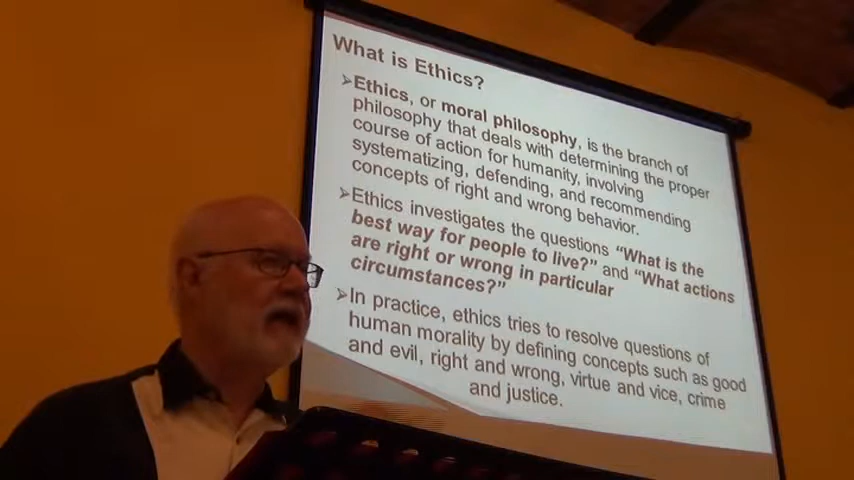 What is Ethics?
➢Ethics, or moral philosophy, is the branch of
philosophy that deals with determining the proper
course of action for humanity, involving
systematizing, defending, and recommending
concepts of right and wrong behavior.
➢Ethics investigates the questions “What is the
best way for people to live?” and “What actions
are right or wrong in particular
circumstances?”
➢In practice, ethics tries to resolve questions of
human morality by defining concepts such as good
and evil, right and wrong, virtue and vice, crime
and justice.